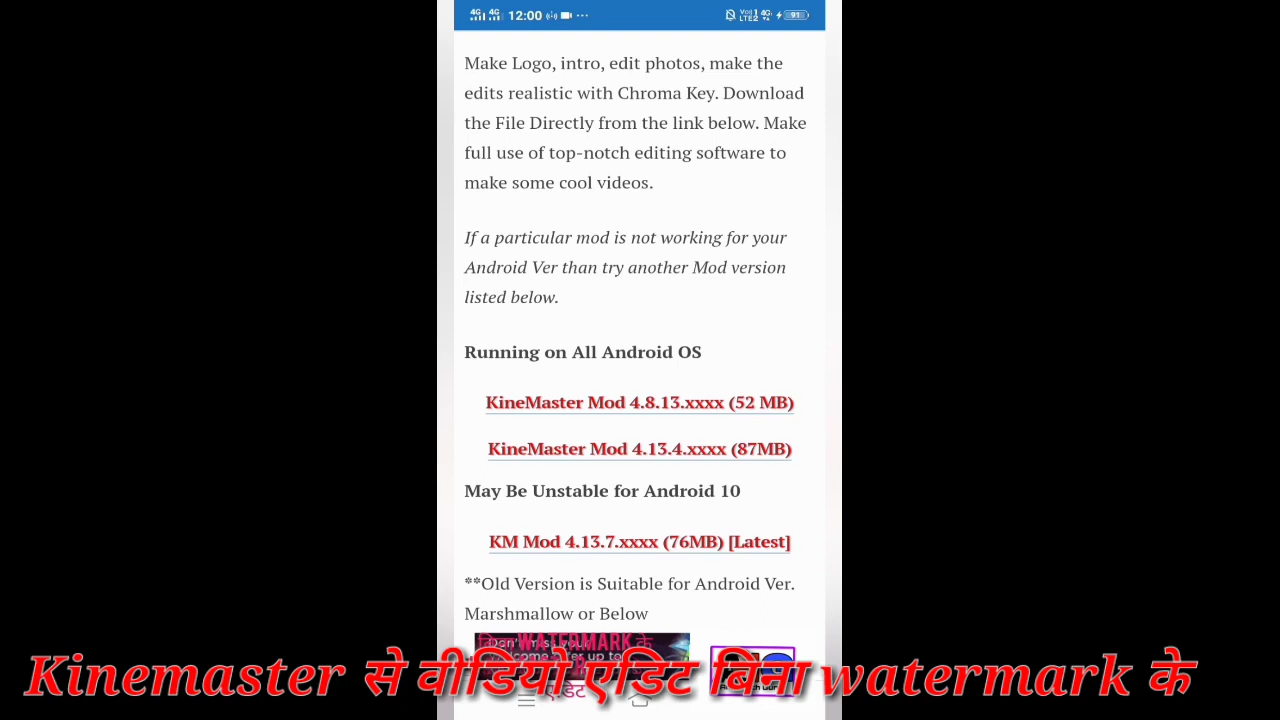 12:00
91
Make Logo, intro, edit photos, make the
edits realistic with Chroma Key. Download
the File Directly from the link below. Make
full use of top-notch editing software to
make some cool videos.
If a particular mod is not working for your
Android Ver than try another Mod version
listed below.
Running on All Android OS
KineMaster Mod 4.8.13.xxxx (52 MB)
KineMaster Mod 4.13.4.xxxx (87MB)
May Be Unstable for Android 10
KM Mod 4.13.7.xxxx (76MB) [Latest]
**Old Version is Suitable for Android Ver.
Marshmallow or Below
WATERMARK के
Kinemaster से वीडियो एडिट बिना watermark के
एडिट